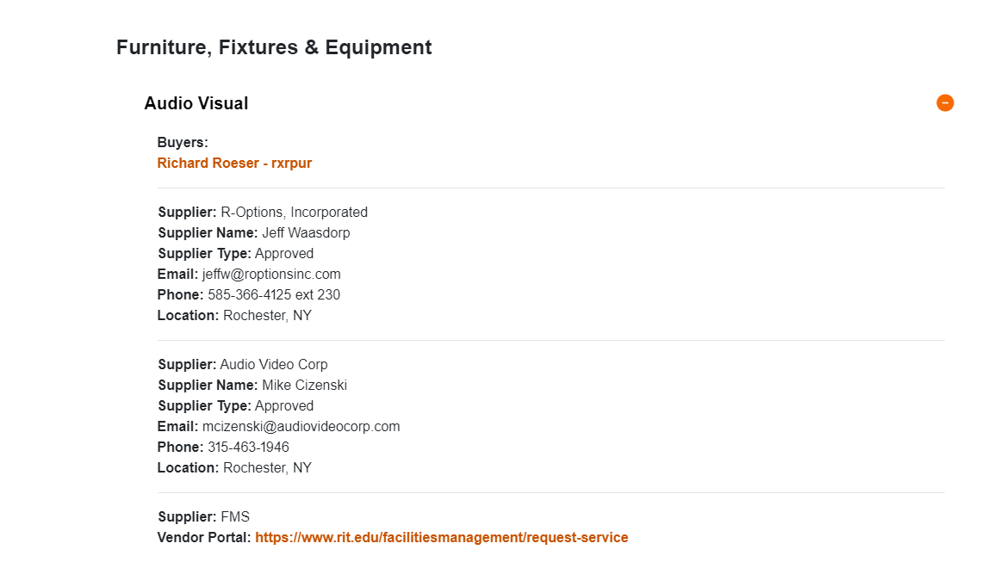 Furniture, Fixtures & Equipment
Audio Visual
Buyers:
Richard Roeser - rxrpur
Supplier: R-Options, Incorporated
Supplier Name: Jeff Waasdorp
Supplier Type: Approved
Email: jeffw@roptionsinc.com
Phone: 585-366-4125 ext 230
Location: Rochester, NY
Supplier: Audio Video Corp
Supplier Name: Mike Cizenski
Supplier Type: Approved
Email: mcizenski@audiovideocorp.com
Phone: 315-463-1946
Location: Rochester, NY
Supplier: FMS
Vendor Portal: https://www.rit.edu/facilitiesmanagement/request-service